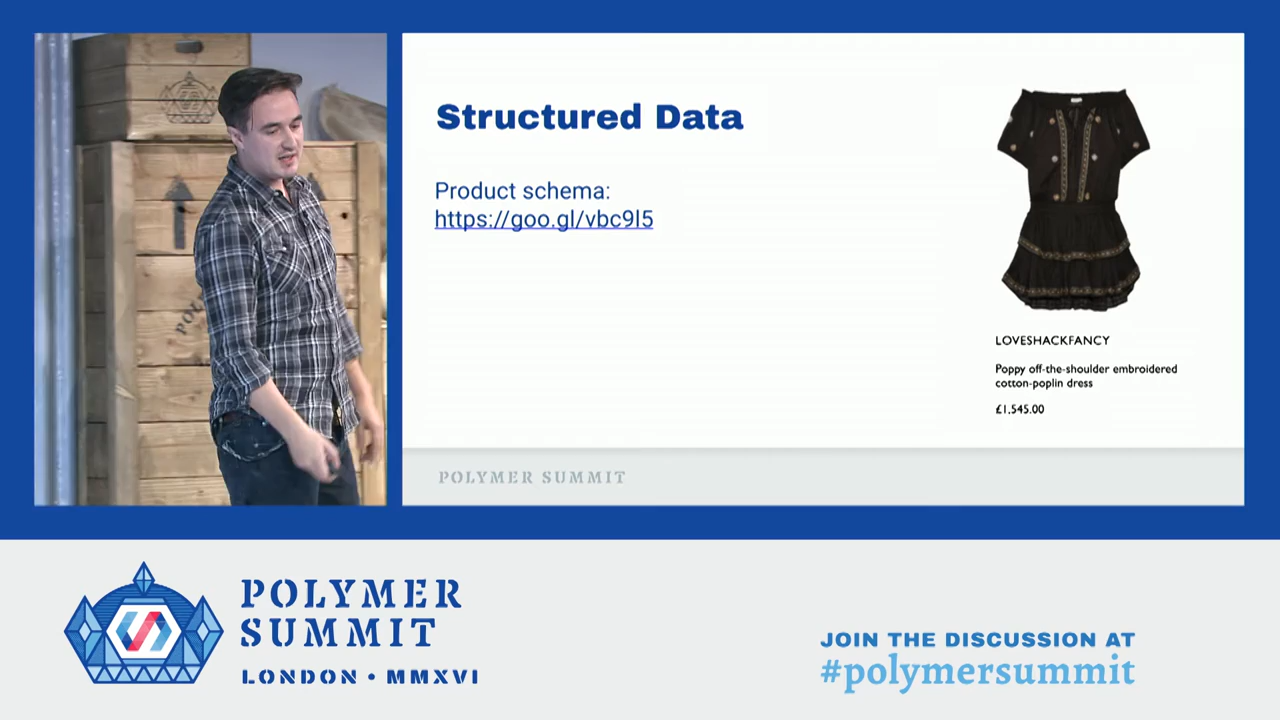 Structured Data
Product schema:
https://goo.gl/vbc9l5
LOVESHACKFANCY
Poppy off-the-shoulder embroidered
cotton-poplin dress
£1,545.00
POLYMER SUMMIT
POL
POLYMER
SUMMIT
LONDON • MMXVI
JOIN THE DISCUSSION AT
#polymersummit